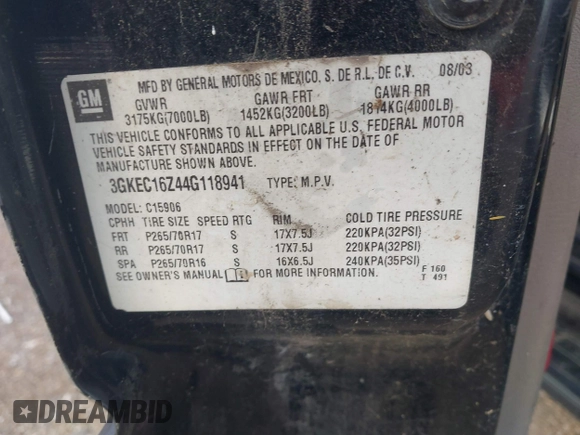 GM
MFD BY GENERAL MOTORS DE MEXICO. S. DE R.L. DE C.V. 08/03
GVWR GAWR FRT GAWR RR
3175KG(7000LB) 1452KG(3200LB) 1814KG(4000LB)
THIS VEHICLE CONFORMS TO ALL APPLICABLE U.S. FEDERAL MOTOR
VEHICLE SAFETY STANDARDS IN EFFECT ON THE DATE OF
MANUFACTURE SHOWN ABOVE.
3GKEC16Z44G118941 TYPE: M.P.V.
MODEL: C15906
CPHH TIRE SIZE SPEED RTG RIM COLD TIRE PRESSURE
FRT P265/70R17 S 17X7.5J 220KPA(32PSI)
RR P265/70R17 S 17X7.5J 220KPA(32PSI)
SPA P265/70R16 S 16X6.5J 240KPA(35PSI)
SEE OWNER'S MANUAL FOR MORE INFORMATION. F 160
T 491
DREAMBID